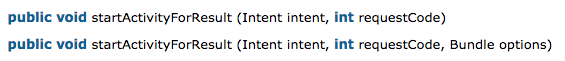 public void startActivityForResult (Intent intent, int requestCode)
public void startActivityForResult (Intent intent, int requestCode, Bundle options)